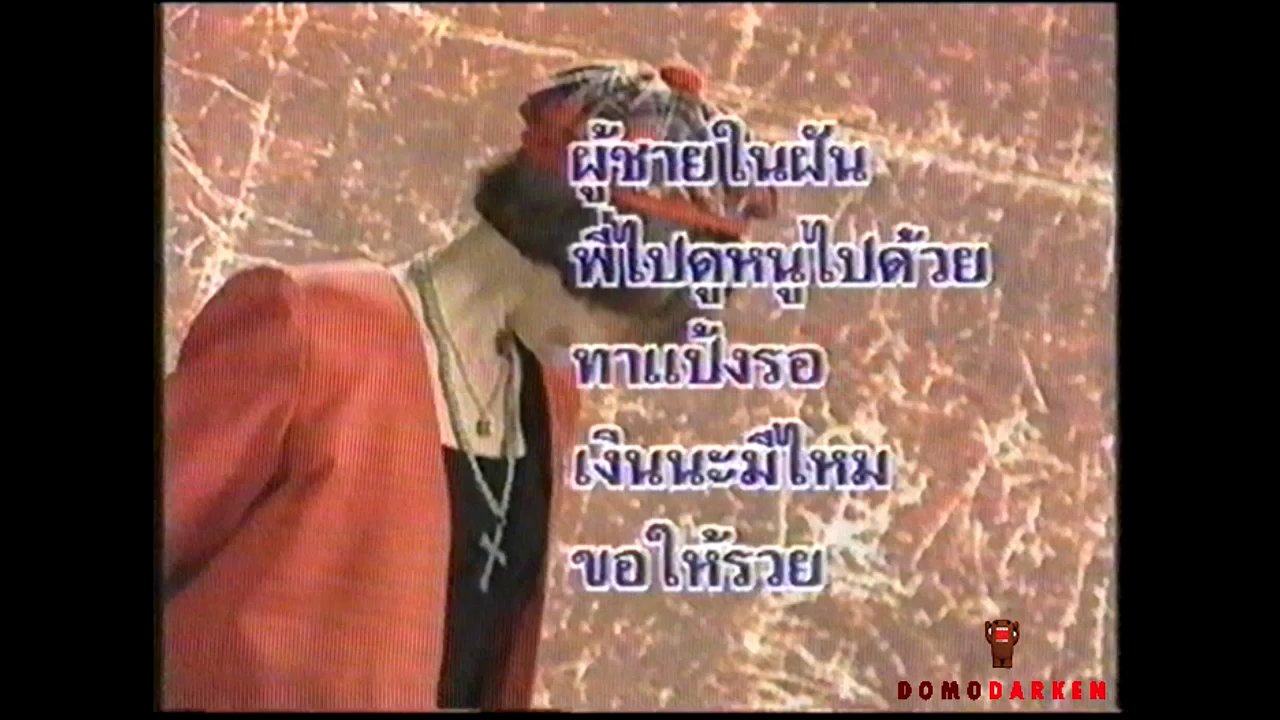 ผู้ชายในฝัน
พี่ไปดูหนูไปด้วย
ทาแป้งรอ
เงินนะมีไหม
ขอให้รวย
DOMODARKEN